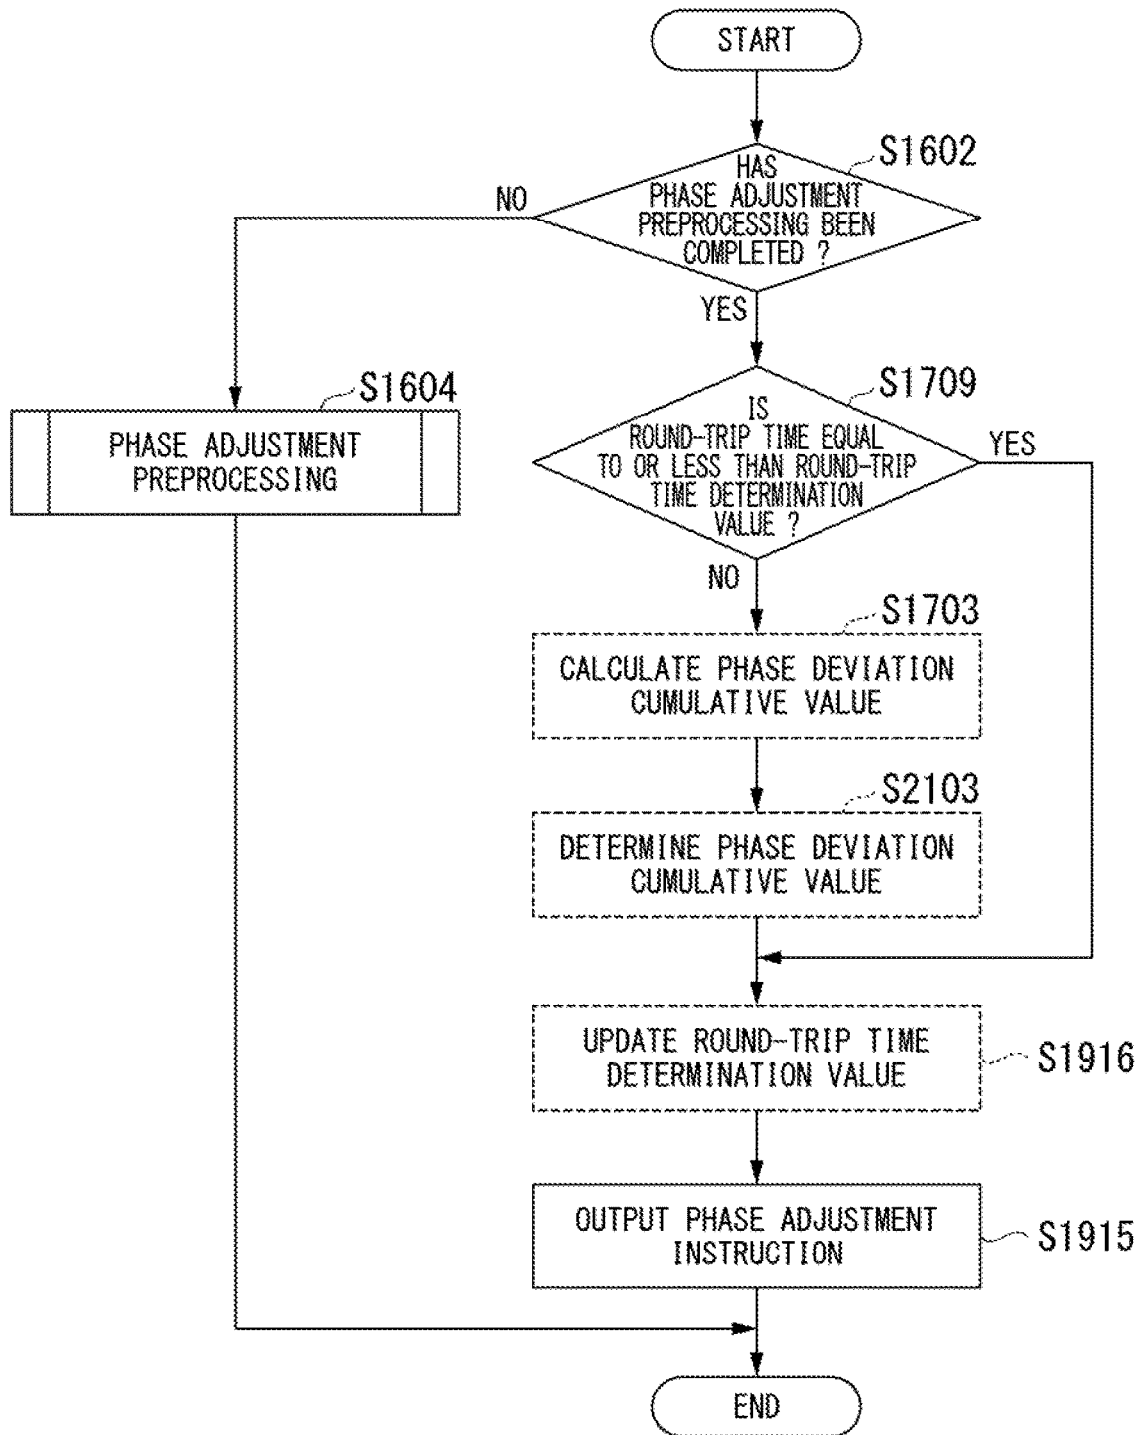 START
S1602
HAS
PHASE ADJUSTMENT
PREPROCESSING BEEN
COMPLETED ?
NO
YES
S1604
PHASE ADJUSTMENT
PREPROCESSING
S1709
IS
ROUND-TRIP TIME EQUAL
TO OR LESS THAN ROUND-TRIP
TIME DETERMINATION
VALUE ?
YES
NO
S1703
CALCULATE PHASE DEVIATION
CUMULATIVE VALUE
S2103
DETERMINE PHASE DEVIATION
CUMULATIVE VALUE
UPDATE ROUND-TRIP TIME
DETERMINATION VALUE
S1916
OUTPUT PHASE ADJUSTMENT
INSTRUCTION
S1915
END